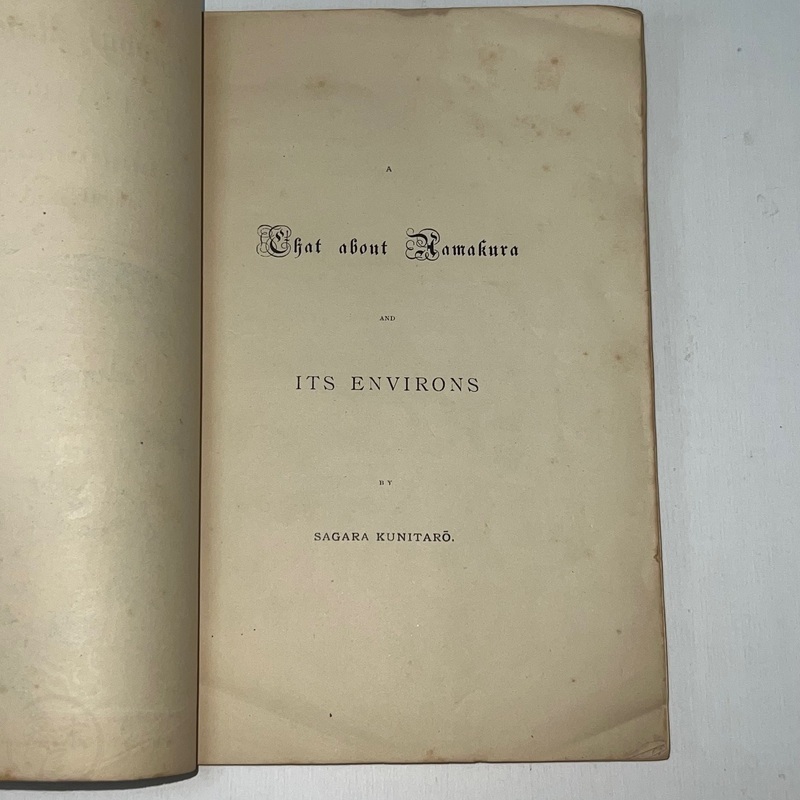 A
Chat about Kamakura
AND
ITS ENVIRONS
BY
SAGARA KUNITARŌ.